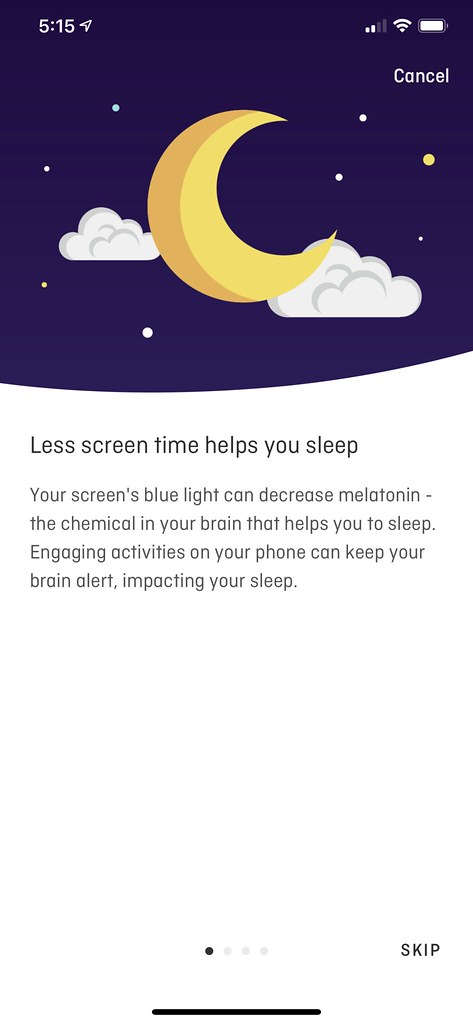 5:15
Cancel
Less screen time helps you sleep
Your screen's blue light can decrease melatonin -
the chemical in your brain that helps you to sleep.
Engaging activities on your phone can keep your
brain alert, impacting your sleep.
SKIP